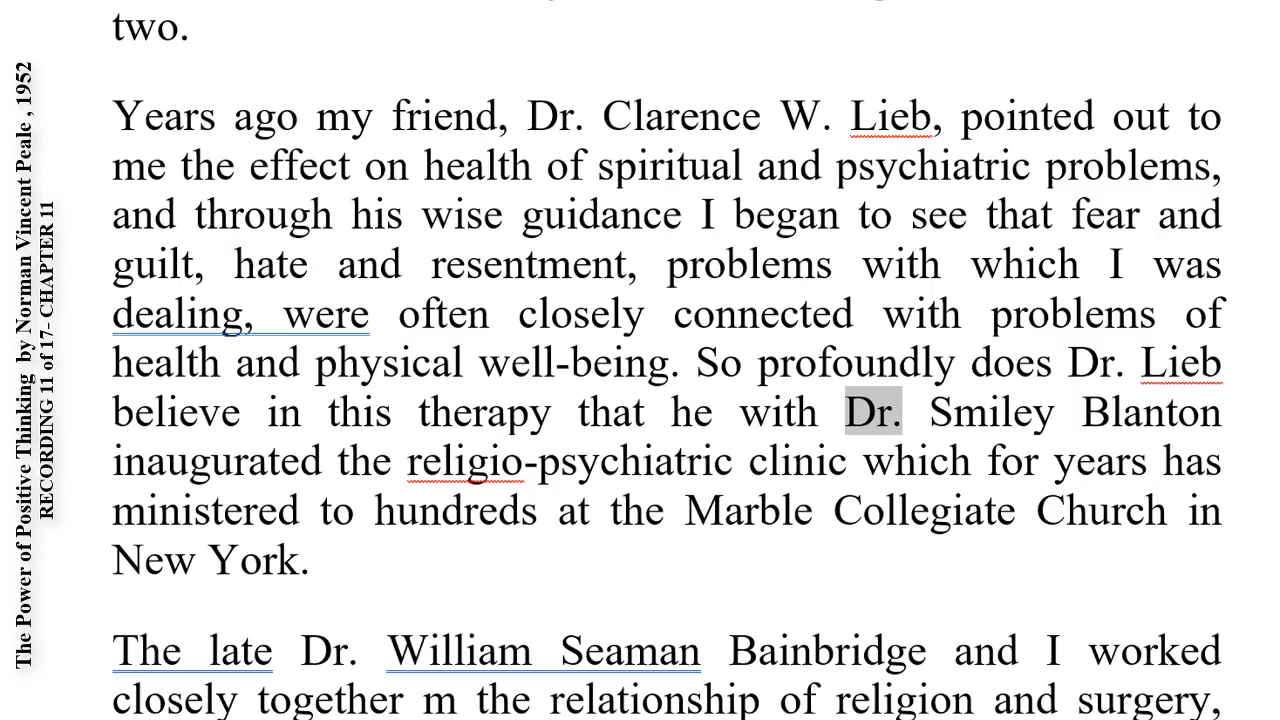 two.
Years ago my friend, Dr. Clarence W. Lieb, pointed out to
me the effect on health of spiritual and psychiatric problems,
and through his wise guidance I began to see that fear and
guilt, hate and resentment, problems with which I was
dealing, were often closely connected with problems of
health and physical well-being. So profoundly does Dr. Lieb
believe in this therapy that he with Dr. Smiley Blanton
inaugurated the religio-psychiatric clinic which for years has
ministered to hundreds at the Marble Collegiate Church in
New York.
The late Dr. William Seaman Bainbridge and I worked
closely together m the relationship of religion and surgery,
The Power of Positive Thinking by Norman Vincent Peale , 1952
RECORDING 11 of 17- CHAPTER 11